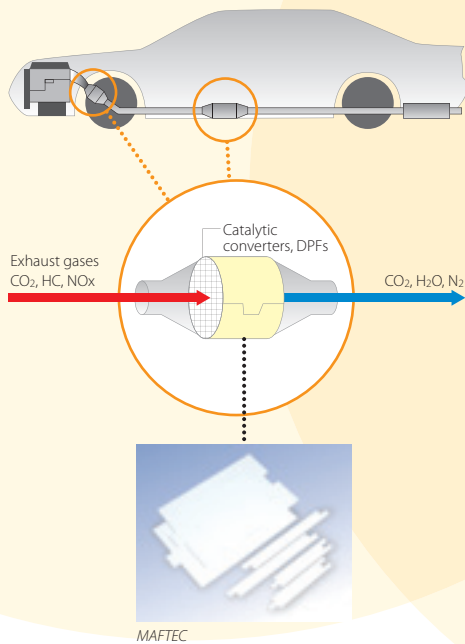 Catalytic
converters, DPFs
Exhaust gases
CO₂, HC, NOx
CO₂, H₂O, N₂
MAFTEC